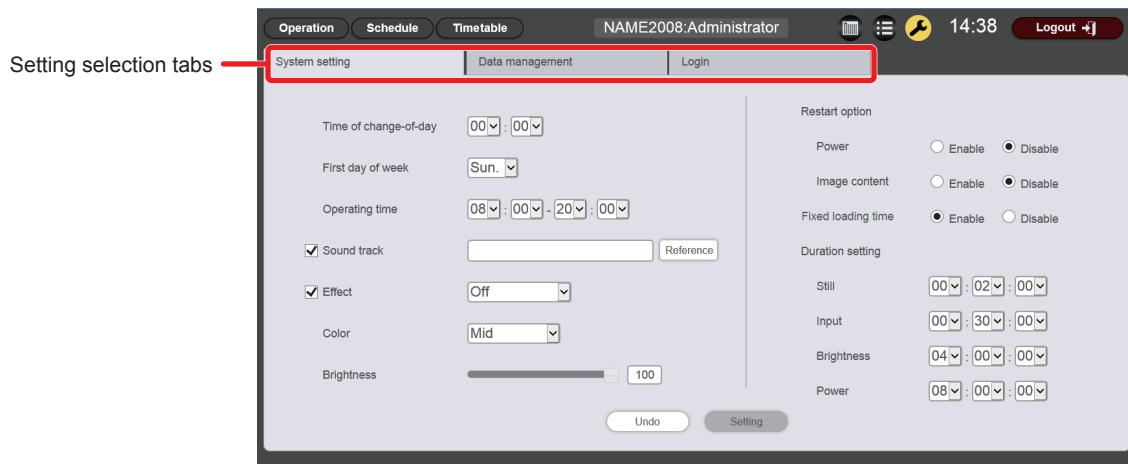 Operation Schedule Timetable NAME2008:Administrator 14:38 Logout
Setting selection tabs
System setting Data management Login
Time of change-of-day 00 : 00
First day of week Sun.
Operating time 08 : 00 - 20 : 00
Sound track Reference
Effect Off
Color Mid
Brightness 100
Restart option
Power Enable Disable
Image content Enable Disable
Fixed loading time Enable Disable
Duration setting
Still 00 : 02 : 00
Input 00 : 30 : 00
Brightness 04 : 00 : 00
Power 08 : 00 : 00
Undo Setting